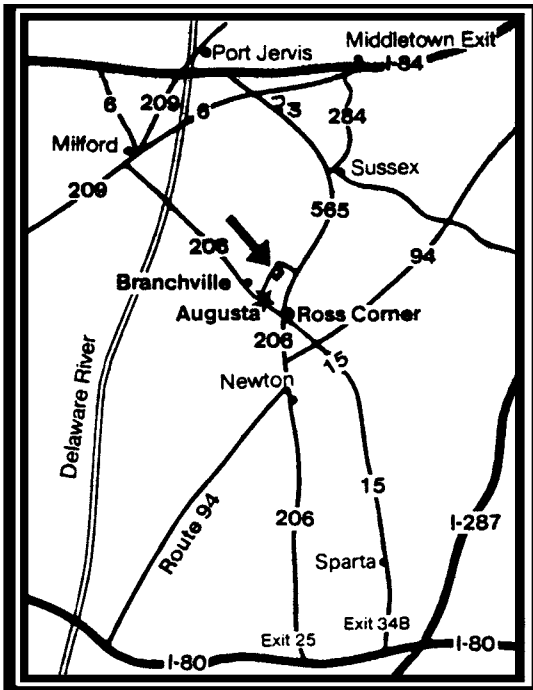 Port Jervis
Middletown Exit
I-84
6
209
23
6
284
Milford
Sussex
209
565
206
94
Branchville
Augusta
Ross Corner
206
15
Newton
Delaware River
15
Route 94
206
I-287
Sparta
Exit 25
Exit 34B
I-80
I-80